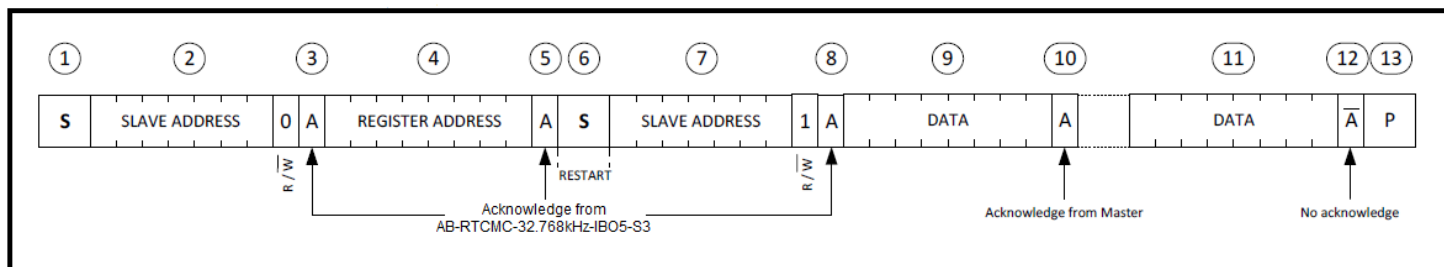 1 2 3 4 5 6 7 8 9 10 11 12 13
S SLAVE ADDRESS 0 A REGISTER ADDRESS A S SLAVE ADDRESS 1 A DATA A DATA A̅ P
R / W̅ RESTART R / W̅
Acknowledge from Acknowledge from Master No acknowledge
AB-RTCMC-32.768kHz-IBO5-S3